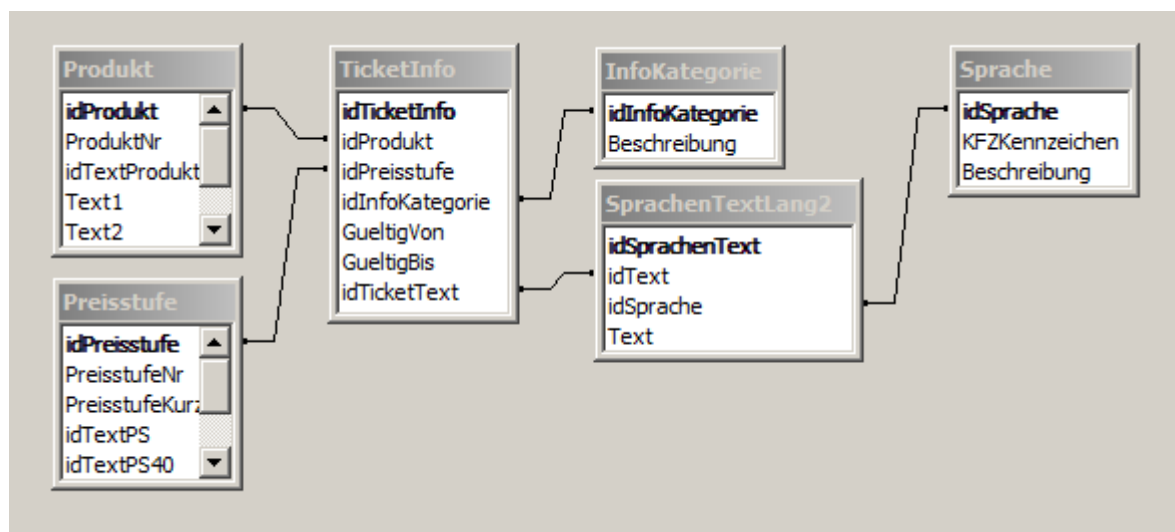 Produkt
idProdukt
ProduktNr
idTextProdukt
Text1
Text2
TicketInfo
idTicketInfo
idProdukt
idPreisstufe
idInfoKategorie
GueltigVon
GueltigBis
idTicketText
InfoKategorie
idInfoKategorie
Beschreibung
Sprache
idSprache
KFZKennzeichen
Beschreibung
SprachenTextLang2
idSprachenText
idText
idSprache
Text
Preisstufe
idPreisstufe
PreisstufeNr
PreisstufeKurz
idTextPS
idTextPS40